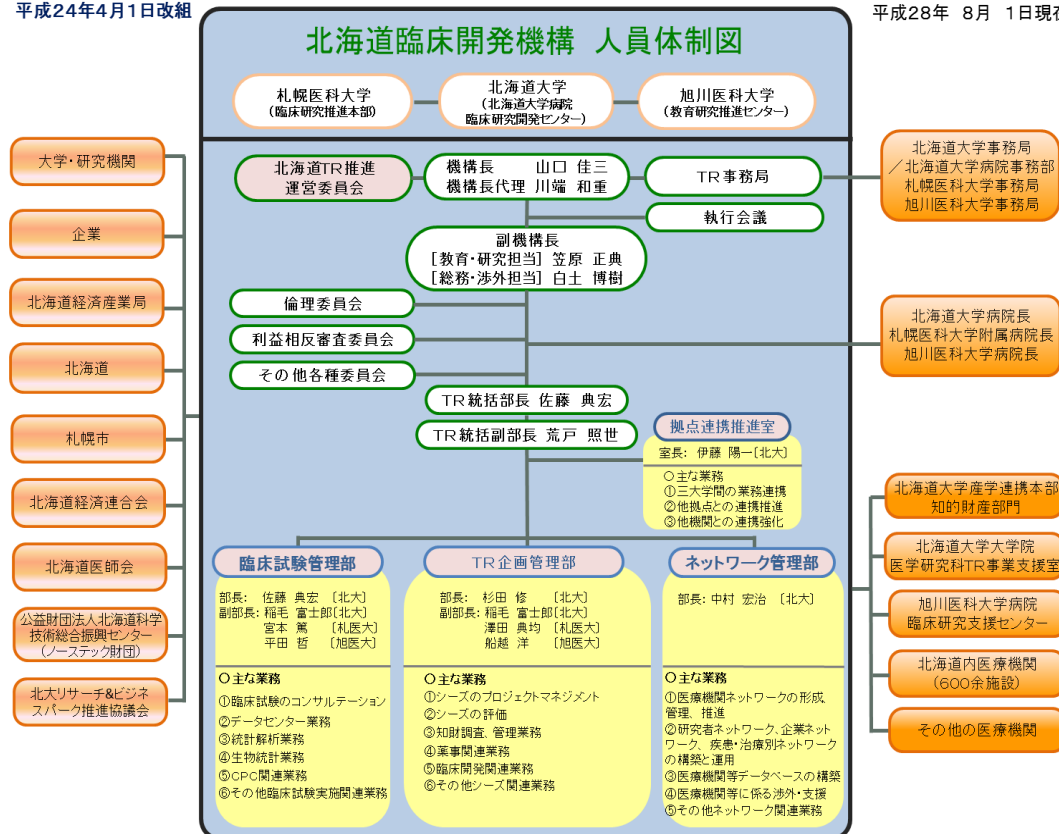 平成24年4月1日改組
平成28年 8月 1日現在
北海道臨床開発機構 人員体制図
札幌医科大学
(臨床研究推進本部)
北海道大学
(北海道大学病院
臨床研究開発センター)
旭川医科大学
(教育研究推進センター)
大学・研究機関
企業
北海道経済産業局
北海道
札幌市
北海道経済連合会
北海道医師会
公益財団法人北海道科学
技術総合振興センター
(ノーステック財団)
北大リサーチ&ビジネ
スパーク推進協議会
北海道TR推進
運営委員会
機構長 山口 佳三
機構長代理 川端 和重
TR事務局
執行会議
副機構長
[教育・研究担当] 笠原 正典
[総務・渉外担当] 白土 博樹
倫理委員会
利益相反審査委員会
その他各種委員会
TR統括部長 佐藤 典宏
TR統括副部長 荒戸 照世
拠点連携推進室
室長: 伊藤 陽一〔北大〕
○主な業務
①三大学間の業務連携
②他拠点との連携推進
③他機関との連携強化
臨床試験管理部
部長: 佐藤 典宏 〔北大〕
副部長: 稲毛 富士郎〔北大〕
宮本 篤 〔札医大〕
平田 哲 〔旭医大〕
○主な業務
①臨床試験のコンサルテーション
②データセンター業務
③統計解析業務
④生物統計業務
⑤CPC関連業務
⑥その他臨床試験実施関連業務
TR企画管理部
部長: 杉田 修 〔北大〕
副部長: 稲毛 富士郎〔北大〕
澤田 典均 〔札医大〕
船越 洋 〔旭医大〕
○主な業務
①シーズのプロジェクトマネジメント
②シーズの評価
③知財調査、管理業務
④薬事関連業務
⑤臨床開発関連業務
⑥その他シーズ関連業務
ネットワーク管理部
部長: 中村 宏治 〔北大〕
○主な業務
①医療機関ネットワークの形成、
管理、推進
②研究者ネットワーク、企業ネット
ワーク、疾患・治療別ネットワーク
の構築と運用
③医療機関等データベースの構築
④医療機関等に係る渉外・支援
⑤その他ネットワーク関連業務
北海道大学事務局
／北海道大学病院事務部
札幌医科大学事務局
旭川医科大学事務局
北海道大学病院長
札幌医科大学附属病院長
旭川医科大学病院長
北海道大学産学連携本部
知的財産部門
北海道大学大学院
医学研究科TR事業支援室
旭川医科大学病院
臨床研究支援センター
北海道内医療機関
(600余施設)
その他の医療機関